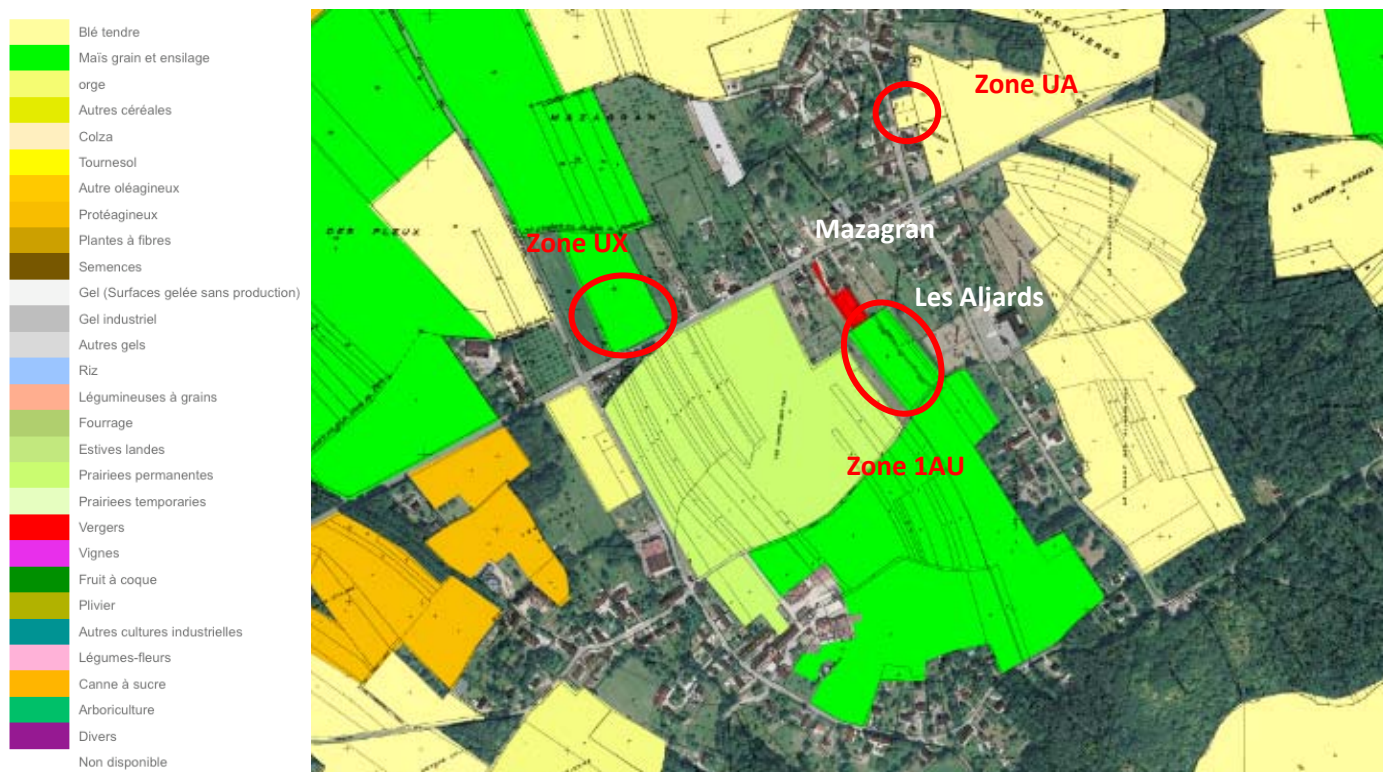 Blé tendre
Maïs grain et ensilage
orge
Autres céréales
Colza
Tournesol
Autre oléagineux
Protéagineux
Plantes à fibres
Semences
Gel (Surfaces gelée sans production)
Gel industriel
Autres gels
Riz
Légumineuses à grains
Fourrage
Estives landes
Prairiees permanentes
Prairiees temporaries
Vergers
Vignes
Fruit à coque
Plivier
Autres cultures industrielles
Légumes-fleurs
Canne à sucre
Arboriculture
Divers
Non disponible
CHENEVIÈRES
Zone UA
MAZAGRAN
DES PLEUX
Zone UX
Mazagran
Les Aljards
Zone 1AU